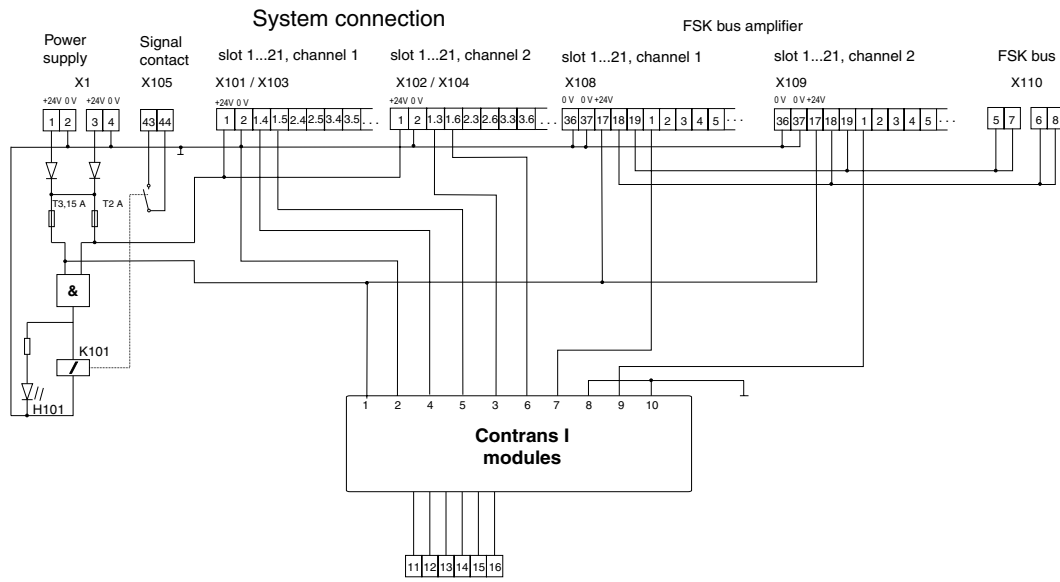 System connection
FSK bus amplifier
Power supply
Signal contact
slot 1...21, channel 1
slot 1...21, channel 2
slot 1...21, channel 1
slot 1...21, channel 2
FSK bus
X1
X105
X101 / X103
X102 / X104
X108
X109
X110
+24V 0 V
+24V 0 V
+24V 0 V
+24V 0 V
0 V 0 V +24V
0 V 0 V +24V
1 2
3 4
43 44
1 2 1.4 1.5 2.4 2.5 3.4 3.5 . . .
1 2 1.3 1.6 2.3 2.6 3.3 3.6 . . .
36 37 17 18 19 1 2 3 4 5 . . .
36 37 17 18 19 1 2 3 4 5 . . .
5 7
6 8
T3,15 A
T2 A
&
K101
H101
1 2 4 5 3 6 7 8 9 10
Contrans I
modules
11 12 13 14 15 16